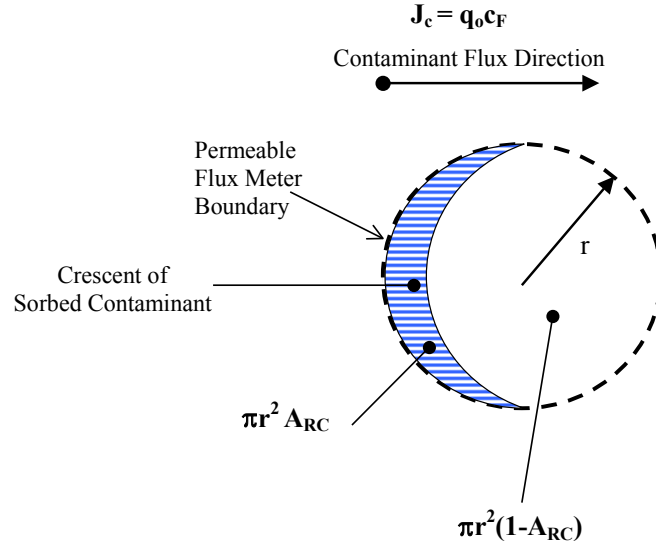 J_c = q_o c_F
Contaminant Flux Direction
Permeable
Flux Meter
Boundary
r
Crescent of
Sorbed Contaminant
πr² A_RC
πr²(1-A_RC)